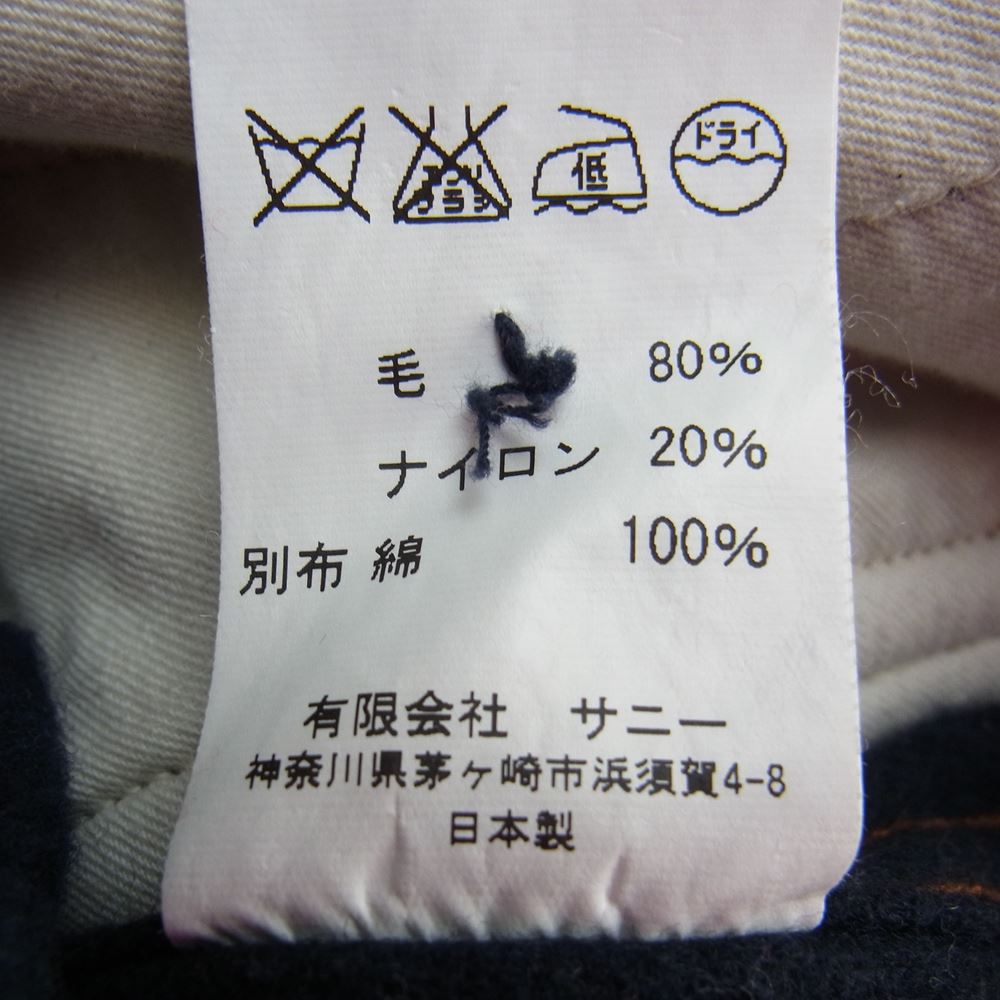 低 ドライ
毛 80%
ナイロン 20%
別布 綿 100%
有限会社 サニー
神奈川県茅ヶ崎市浜須賀4-8
日本製